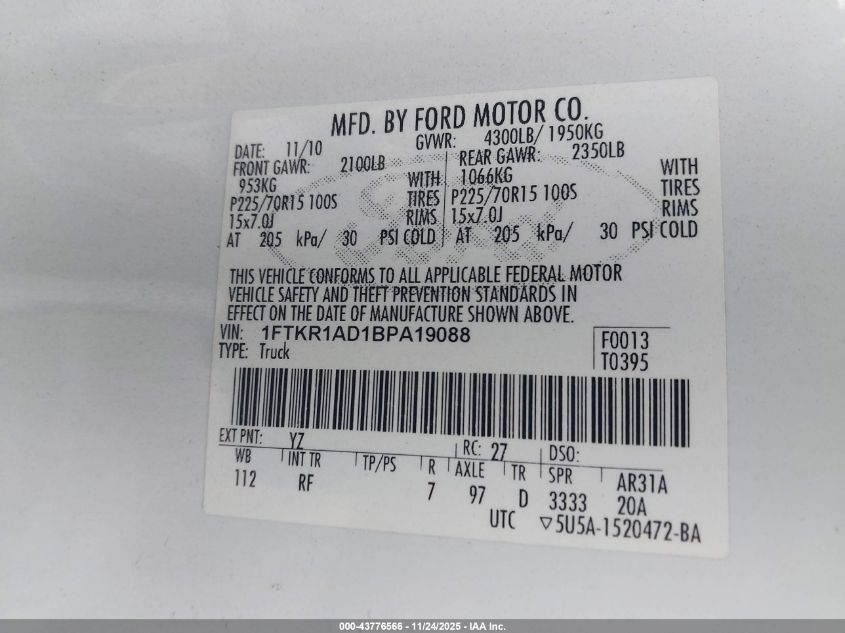 MFD. BY FORD MOTOR CO.
DATE: 11/10 GVWR: 4300LB/ 1950KG
FRONT GAWR: 2100LB REAR GAWR: 2350LB
953KG WITH 1066KG WITH
P225/70R15 100S TIRES P225/70R15 100S TIRES
15x7.0J RIMS 15x7.0J RIMS
AT 205 kPa/ 30 PSI COLD AT 205 kPa/ 30 PSI COLD
THIS VEHICLE CONFORMS TO ALL APPLICABLE FEDERAL MOTOR
VEHICLE SAFETY AND THEFT PREVENTION STANDARDS IN
EFFECT ON THE DATE OF MANUFACTURE SHOWN ABOVE.
VIN: 1FTKR1AD1BPA19088 F0013
TYPE: Truck T0395
EXT PNT: YZ RC: 27 DSO:
WB INT TR TP/PS R AXLE TR SPR AR31A
112 RF 7 97 D 3333 20A
UTC ▽5U5A-1520472-BA
000-43776566 - 11/24/2025 - IAA Inc.